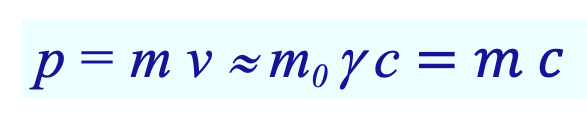 p = m v ≈ m₀ γ c = m c